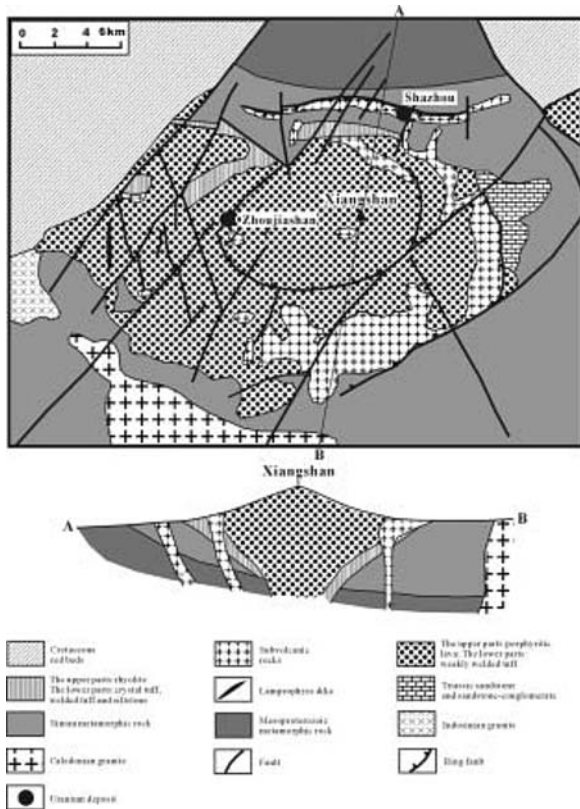 A
0 2 4 6km
Shazhou
Xiangshan
Zhoujiashan
B
Xiangshan
A
B
Cretaceous
red beds
Subvolcanic
rocks
The upper parts porphyritic
lava; The lower parts
weakly welded tuff
The upper parts rhyolite
The lower parts crystal tuff,
welded tuff and
Lamprophyre dike
Triassic sandstone
and sandstone-conglomerate
Sinian metamorphic rock
Mesoproterozoic
metamorphic rock
Indosinian granite
Caledonian granite
Fault
Ring fault
Uranium deposit